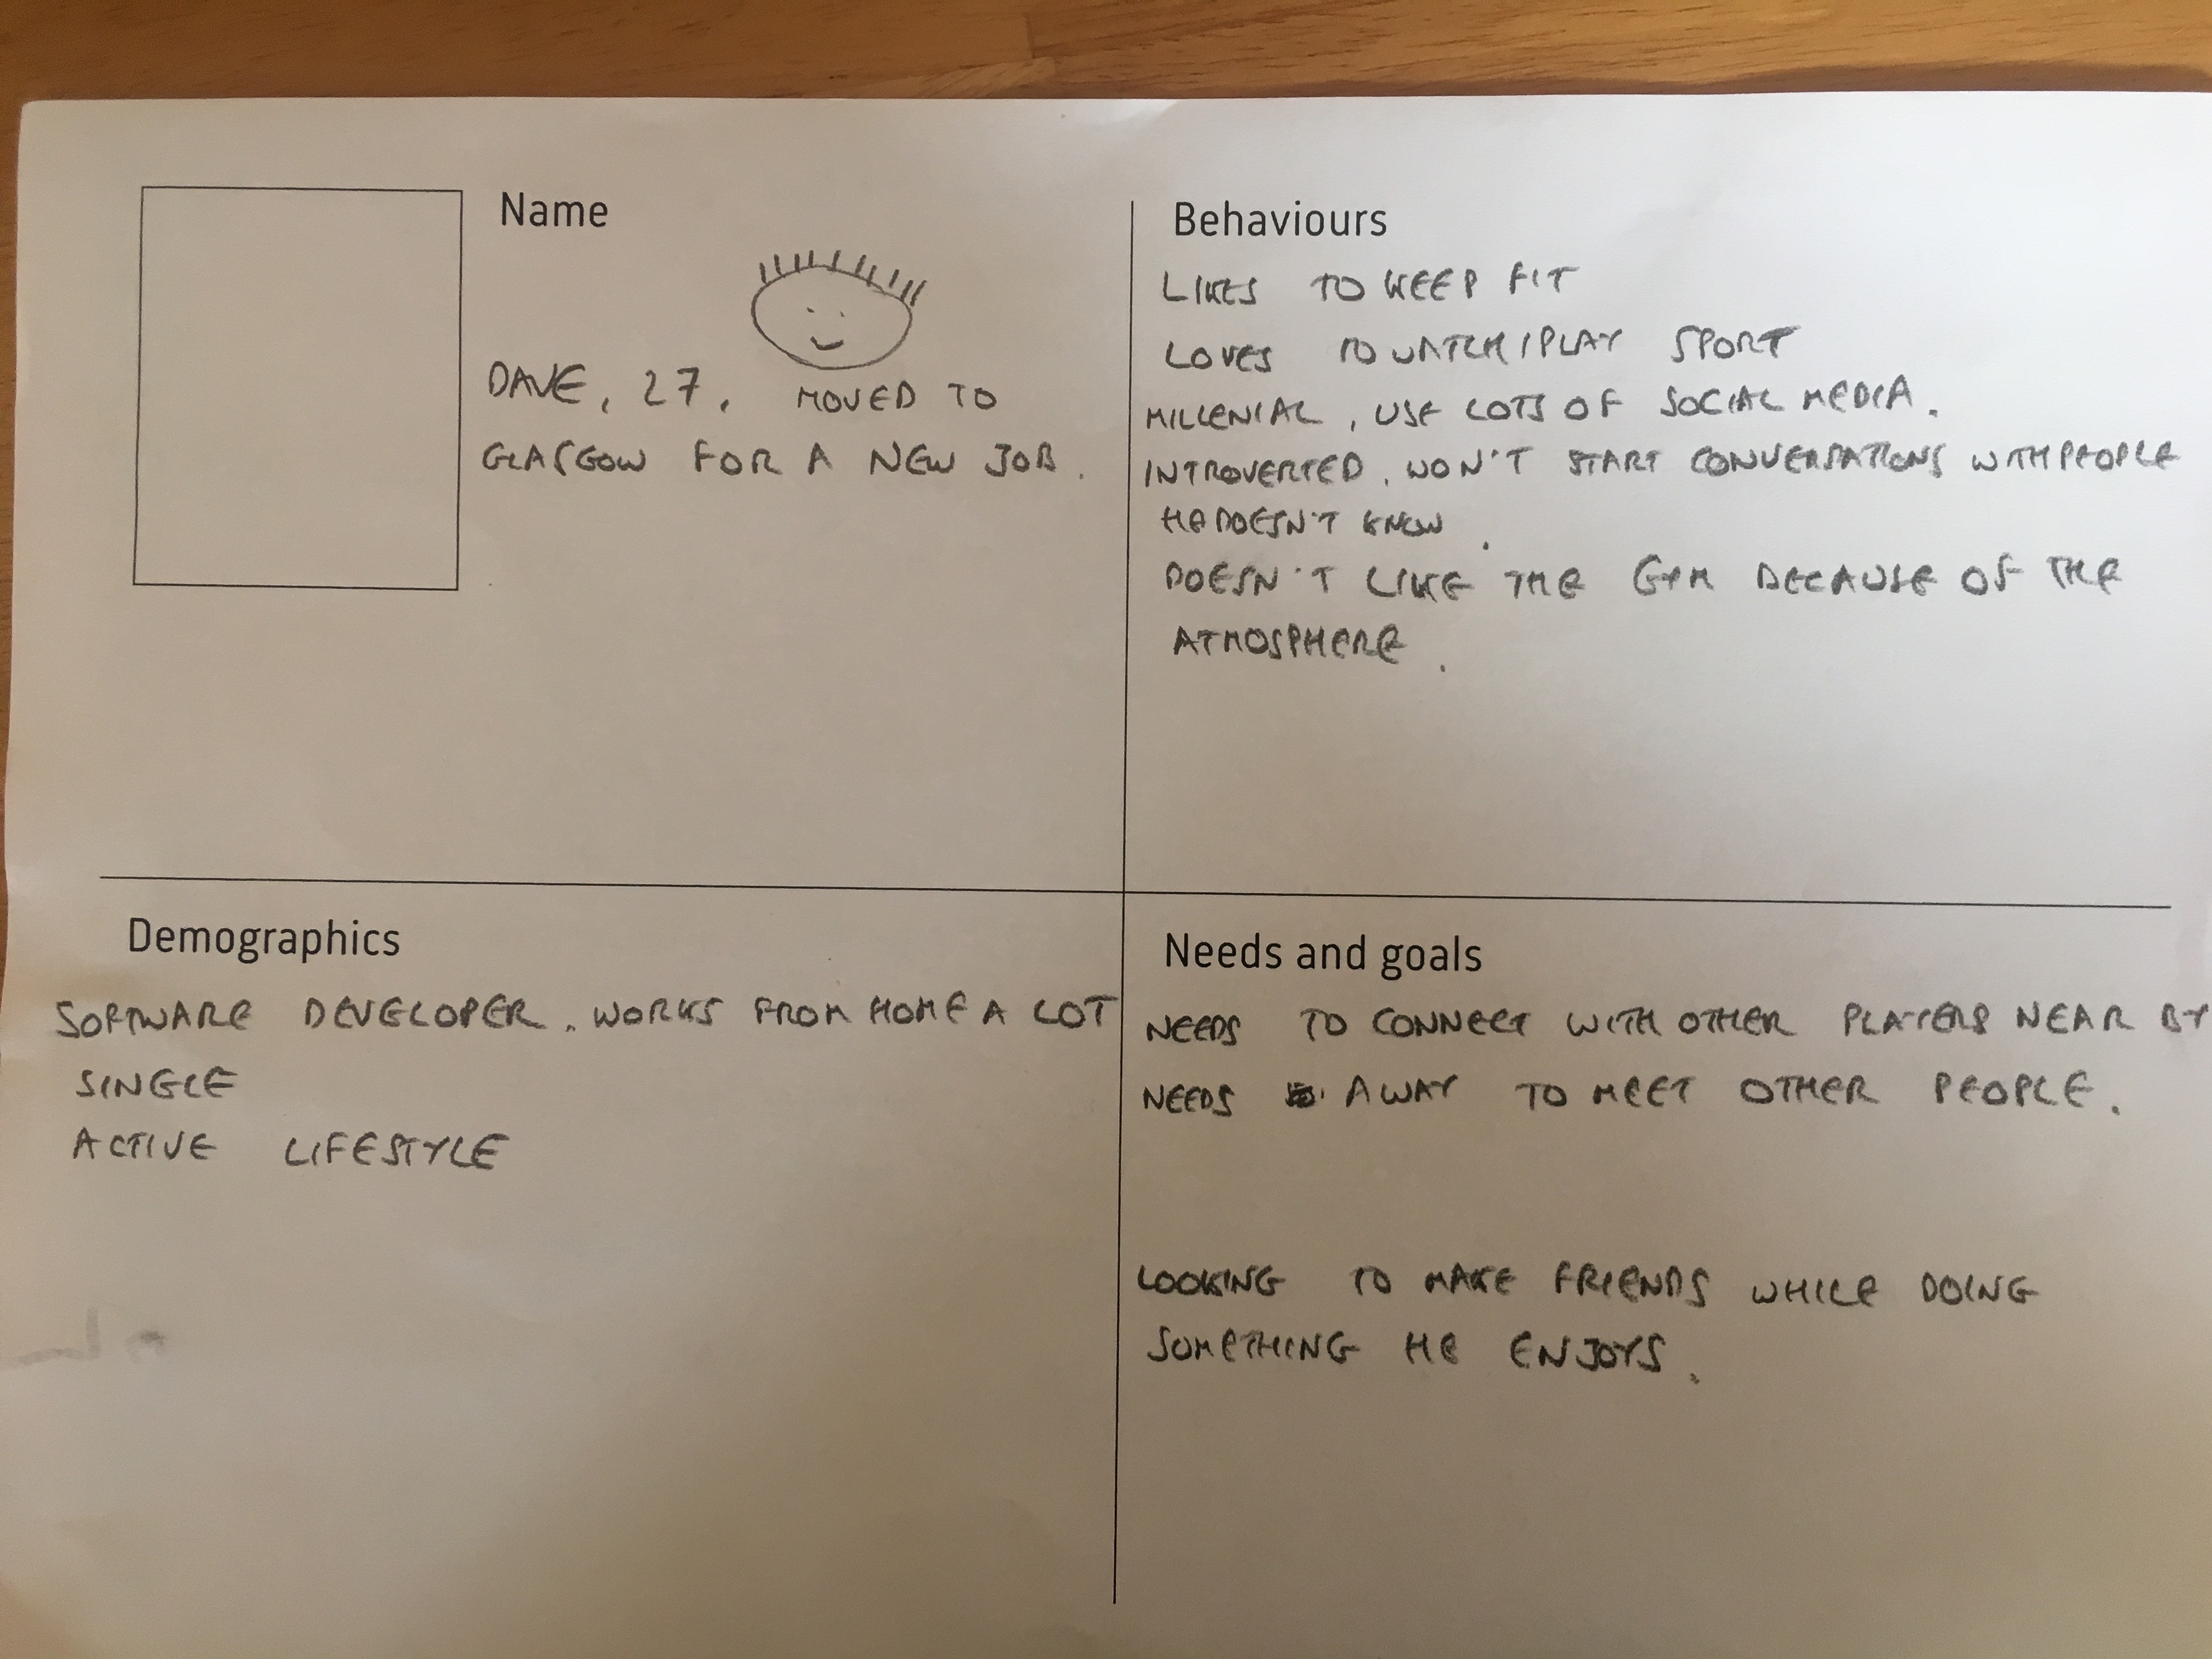 Name
DAVE, 27, MOVED TO
GLASGOW FOR A NEW JOB.
Behaviours
LIKES TO KEEP FIT
LOVES TO WATCH/PLAY SPORT
MILLENIAL, USE LOTS OF SOCIAL MEDIA.
INTROVERTED, WON'T START CONVERSATIONS WITH PEOPLE
HE DOESN'T KNOW.
DOESN'T LIKE THE GYM BECAUSE OF THE
ATMOSPHERE.
Demographics
SOFTWARE DEVELOPER. WORKS FROM HOME A LOT
SINGLE
ACTIVE LIFESTYLE
Needs and goals
NEEDS TO CONNECT WITH OTHER PLAYERS NEAR BY
NEEDS A WAY TO MEET OTHER PEOPLE.
LOOKING TO MAKE FRIENDS WHILE DOING
SOMETHING HE ENJOYS.